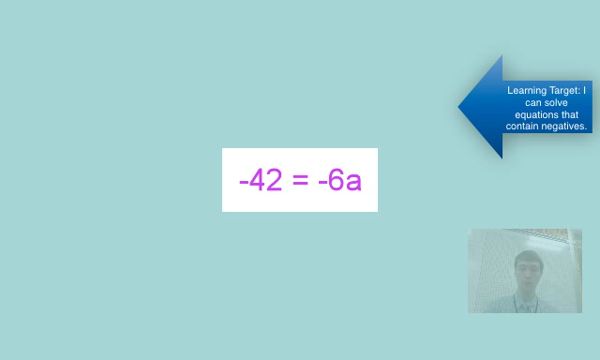 Learning Target: I
can solve
equations that
contain negatives.
-42 = -6a